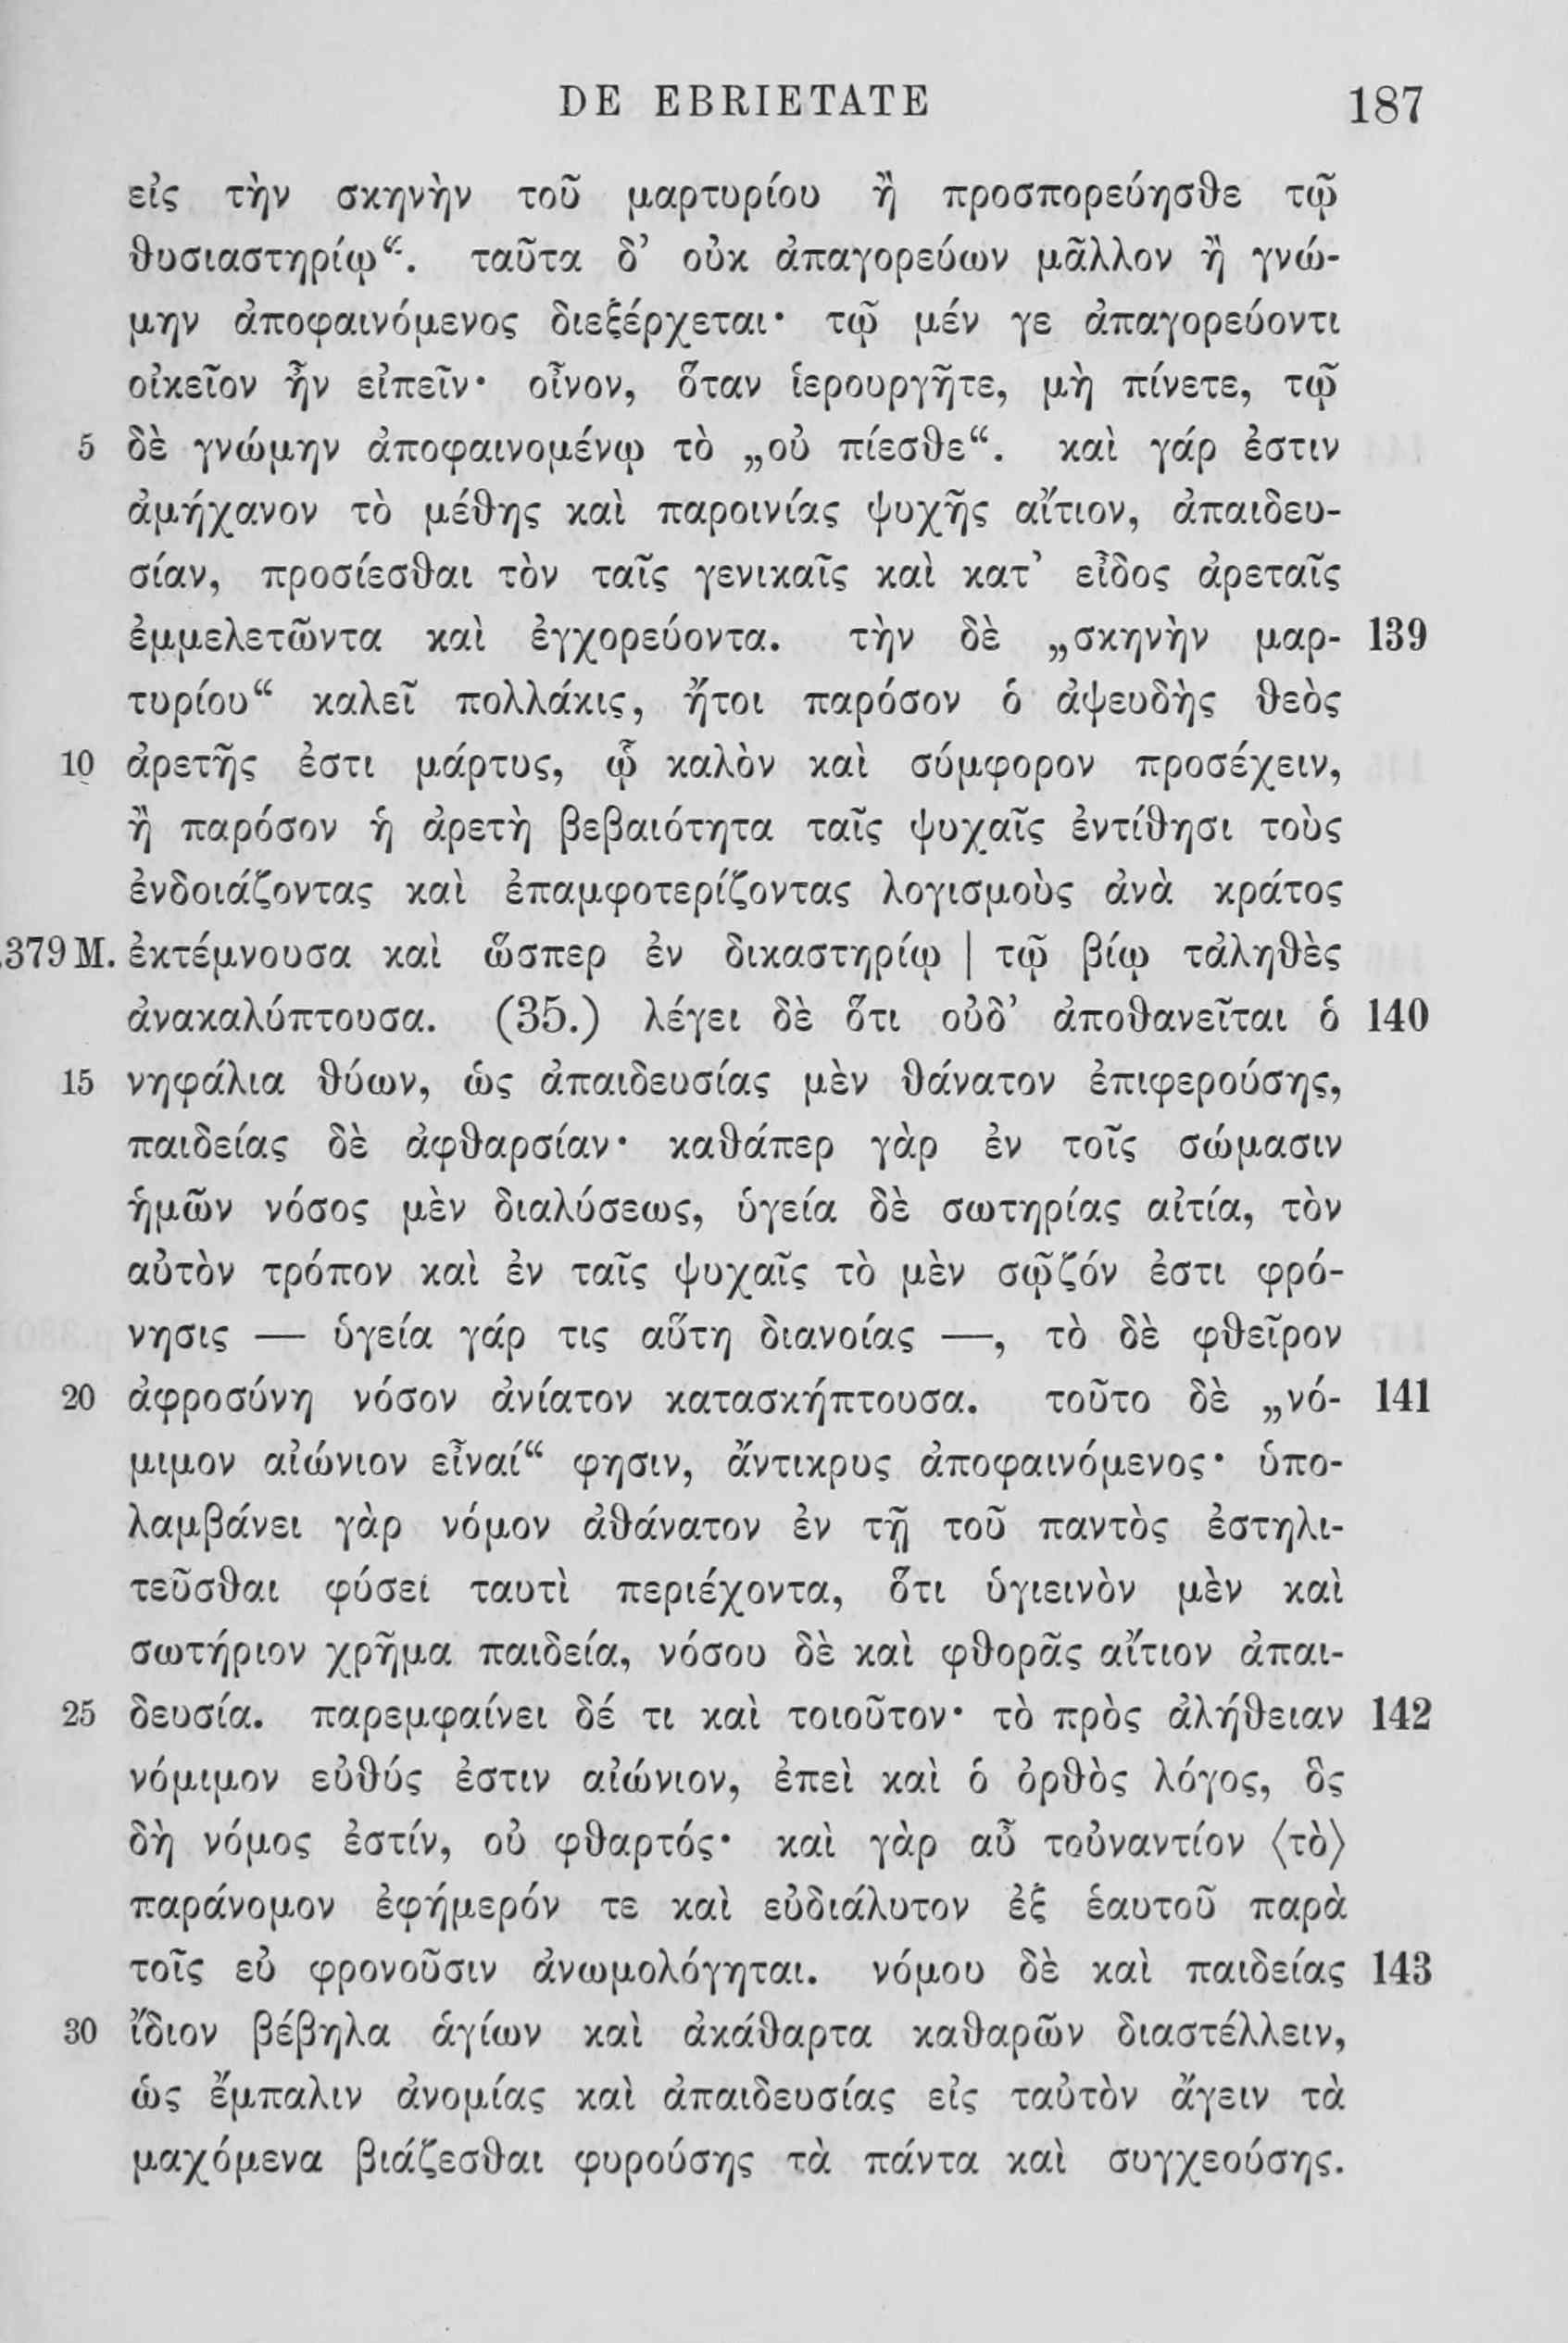 DE EBRIETATE 187
εἰς τὴν σκηνὴν τοῦ μαρτυρίου ἢ προσπορεύησθε τῷ
θυσιαστηρίῳ“. ταῦτα δ’ οὐκ ἀπαγορεύων μᾶλλον ἢ γνώ-
μην ἀποφαινόμενος διεξέρχεται· τῷ μέν γε ἀπαγορεύοντι
οἰκεῖον ἦν εἰπεῖν· οἶνον, ὅταν ἱερουργῆτε, μὴ πίνετε, τῷ
5 δὲ γνώμην ἀποφαινομένῳ τὸ „οὐ πίεσθε“. καὶ γάρ ἐστιν
ἀμήχανον τὸ μέθης καὶ παροινίας ψυχῆς αἴτιον, ἀπαιδευ-
σίαν, προσίεσθαι τὸν ταῖς γενικαῖς καὶ κατ’ εἶδος ἀρεταῖς
ἐμμελετῶντα καὶ ἐγχορεύοντα. τὴν δὲ „σκηνὴν μαρ- 139
τυρίου“ καλεῖ πολλάκις, ἤτοι παρόσον ὁ ἀψευδὴς θεὸς
10 ἀρετῆς ἐστι μάρτυς, ᾧ καλὸν καὶ σύμφορον προσέχειν,
ἢ παρόσον ἡ ἀρετὴ βεβαιότητα ταῖς ψυχαῖς ἐντίθησι τοὺς
ἐνδοιάζοντας καὶ ἐπαμφοτερίζοντας λογισμοὺς ἀνὰ κράτος
379 M. ἐκτέμνουσα καὶ ὥσπερ ἐν δικαστηρίῳ | τῷ βίῳ τἀληθὲς
ἀνακαλύπτουσα. (35.) λέγει δὲ ὅτι οὐδ’ ἀποθανεῖται ὁ 140
15 νηφάλια θύων, ὡς ἀπαιδευσίας μὲν θάνατον ἐπιφερούσης,
παιδείας δὲ ἀφθαρσίαν· καθάπερ γὰρ ἐν τοῖς σώμασιν
ἡμῶν νόσος μὲν διαλύσεως, ὑγεία δὲ σωτηρίας αἰτία, τὸν
αὐτὸν τρόπον καὶ ἐν ταῖς ψυχαῖς τὸ μὲν σῷζόν ἐστι φρό-
νησις — ὑγεία γάρ τις αὕτη διανοίας —, τὸ δὲ φθεῖρον
20 ἀφροσύνη νόσον ἀνίατον κατασκήπτουσα. τοῦτο δὲ „νό- 141
μιμον αἰώνιον εἶναί“ φησιν, ἄντικρυς ἀποφαινόμενος· ὑπο-
λαμβάνει γὰρ νόμον ἀθάνατον ἐν τῇ τοῦ παντὸς ἐστηλι-
τεῦσθαι φύσει ταυτὶ περιέχοντα, ὅτι ὑγιεινὸν μὲν καὶ
σωτήριον χρῆμα παιδεία, νόσου δὲ καὶ φθορᾶς αἴτιον ἀπαι-
25 δευσία. παρεμφαίνει δέ τι καὶ τοιοῦτον· τὸ πρὸς ἀλήθειαν 142
νόμιμον εὐθύς ἐστιν αἰώνιον, ἐπεὶ καὶ ὁ ὀρθὸς λόγος, ὃς
δὴ νόμος ἐστίν, οὐ φθαρτός· καὶ γὰρ αὖ τοὐναντίον ⟨τὸ⟩
παράνομον ἐφήμερόν τε καὶ εὐδιάλυτον ἐξ ἑαυτοῦ παρὰ
τοῖς εὐ φρονοῦσιν ἀνωμολόγηται. νόμου δὲ καὶ παιδείας 143
30 ἴδιον βέβηλα ἁγίων καὶ ἀκάθαρτα καθαρῶν διαστέλλειν,
ὡς ἔμπαλιν ἀνομίας καὶ ἀπαιδευσίας εἰς ταὐτὸν ἄγειν τὰ
μαχόμενα βιάζεσθαι φυρούσης τὰ πάντα καὶ συγχεούσης.